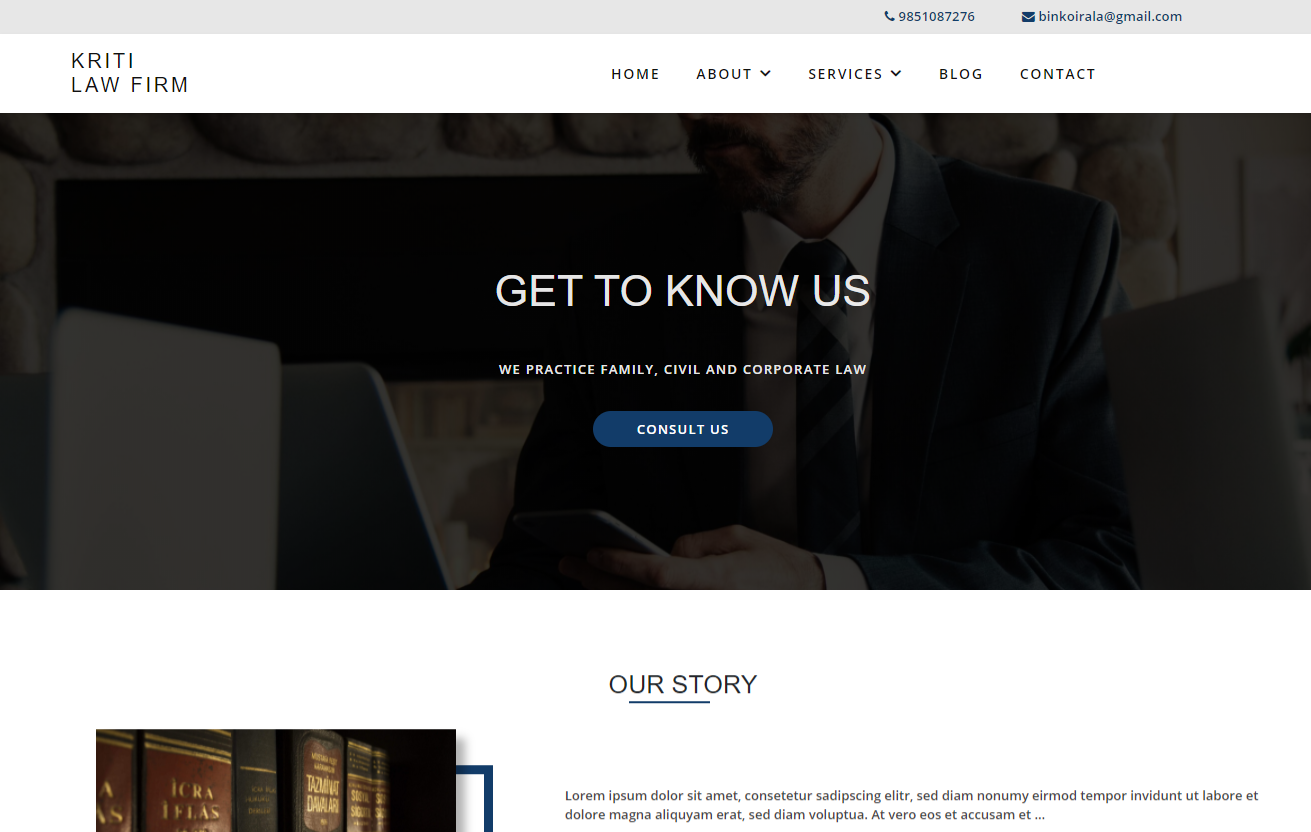 9851087276
binkoirala@gmail.com
KRITI
LAW FIRM
HOME ABOUT SERVICES BLOG CONTACT
GET TO KNOW US
WE PRACTICE FAMILY, CIVIL AND CORPORATE LAW
CONSULT US
OUR STORY
İCRA
İFLAS
TAZMİNAT
DAVALARI
Lorem ipsum dolor sit amet, consetetur sadipscing elitr, sed diam nonumy eirmod tempor invidunt ut labore et
dolore magna aliquyam erat, sed diam voluptua. At vero eos et accusam et ...